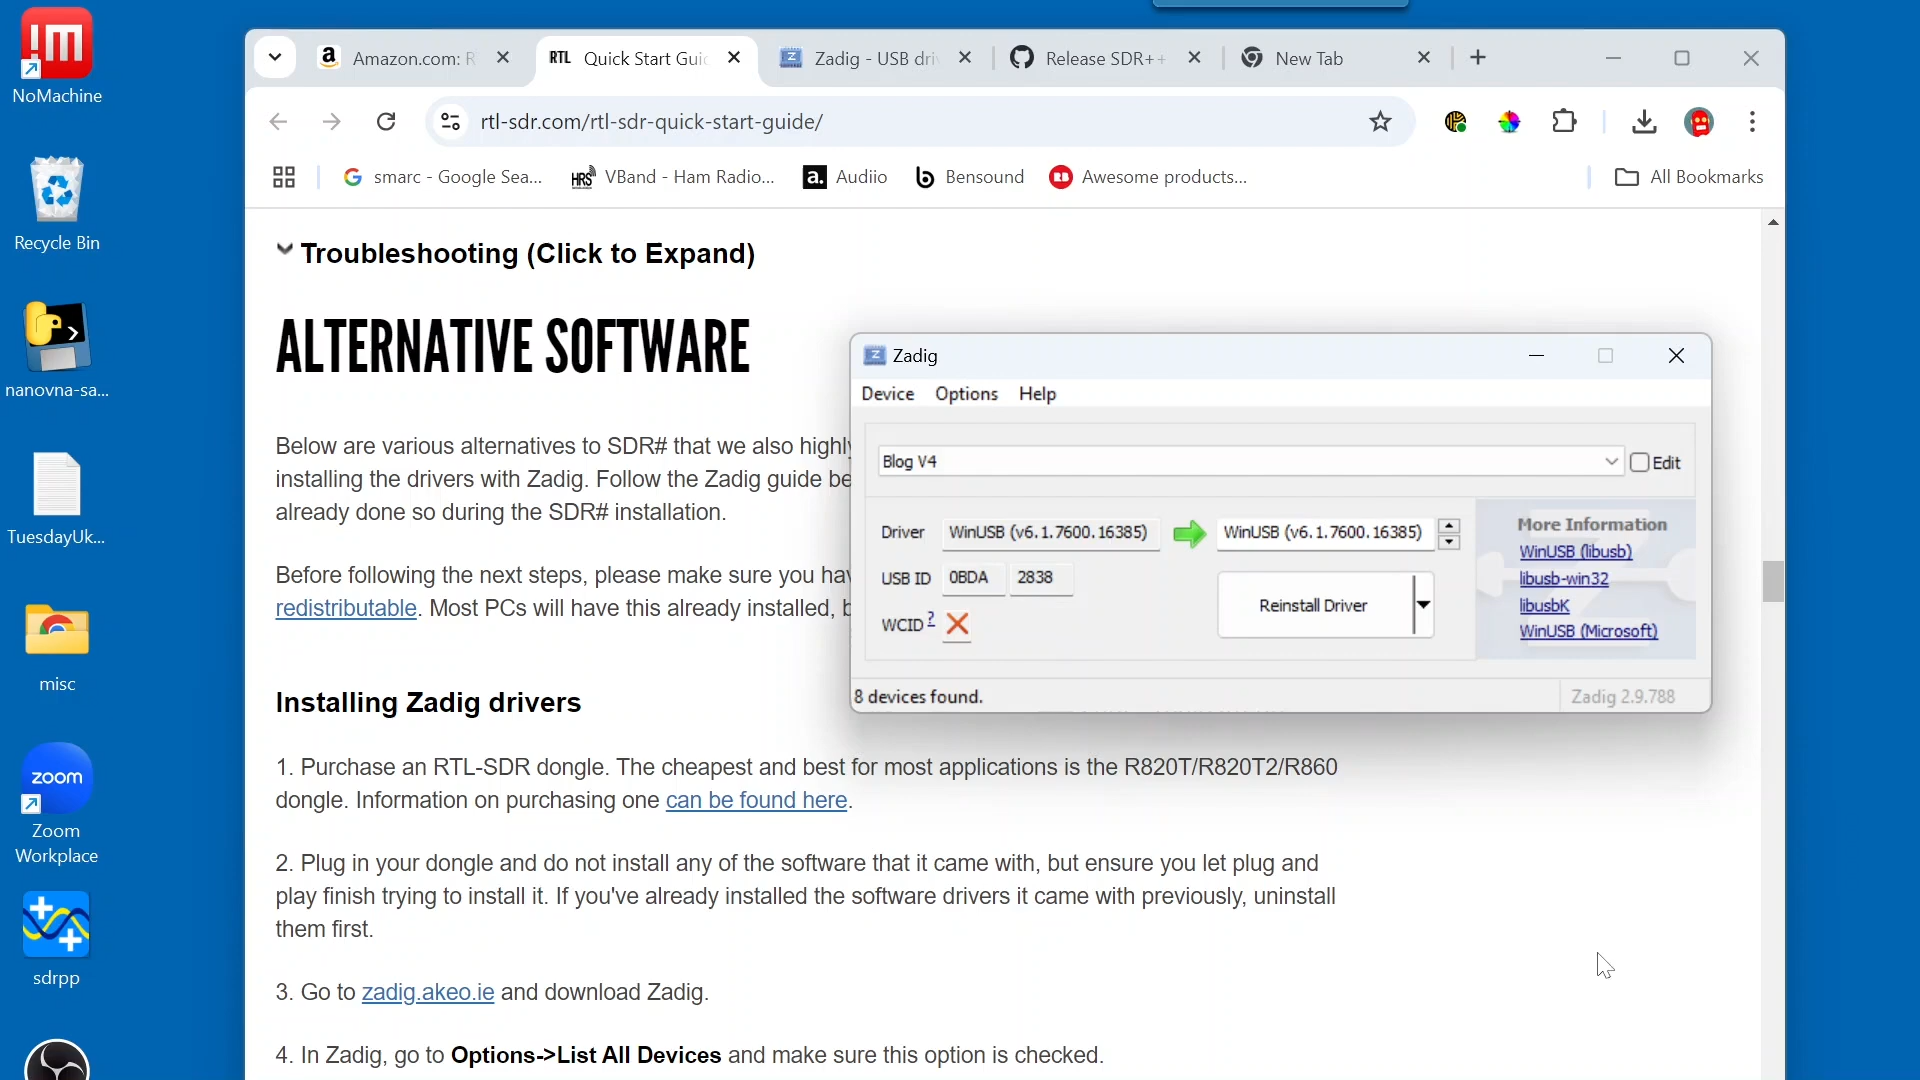 NoMachine
Recycle Bin
nanovna-sa...
TuesdayUk...
misc
zoom
Zoom
Workplace
sdrpp
Amazon.com: R
RTL Quick Start Guid
Zadig - USB driv
Release SDR++
New Tab
rtl-sdr.com/rtl-sdr-quick-start-guide/
smarc - Google Sea...
HRS VBand - Ham Radio...
a. Audiio
b Bensound
Awesome products...
All Bookmarks
Troubleshooting (Click to Expand)
ALTERNATIVE SOFTWARE
Below are various alternatives to SDR# that we also highly
installing the drivers with Zadig. Follow the Zadig guide be
already done so during the SDR# installation.
Before following the next steps, please make sure you hav
redistributable. Most PCs will have this already installed, b
Zadig
Device Options Help
Blog V4
Edit
Driver WinUSB (v6.1.7600.16385) WinUSB (v6.1.7600.16385)
USB ID 0BDA 2838
WCID ?
Reinstall Driver
More Information
WinUSB (libusb)
libusb-win32
libusbK
WinUSB (Microsoft)
8 devices found.
Zadig 2.9.788
Installing Zadig drivers
1. Purchase an RTL-SDR dongle. The cheapest and best for most applications is the R820T/R820T2/R860
dongle. Information on purchasing one can be found here.
2. Plug in your dongle and do not install any of the software that it came with, but ensure you let plug and
play finish trying to install it. If you've already installed the software drivers it came with previously, uninstall
them first.
3. Go to zadig.akeo.ie and download Zadig.
4. In Zadig, go to Options->List All Devices and make sure this option is checked.